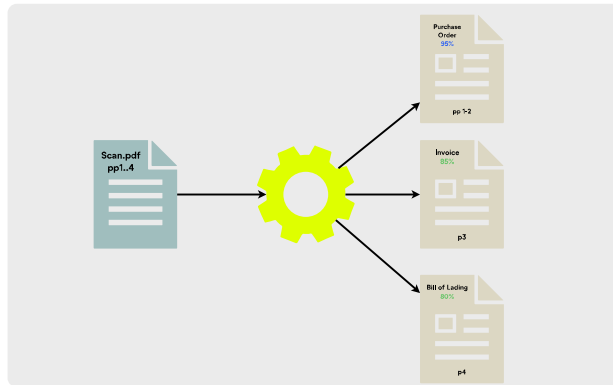 Scan.pdf
pp1..4
Purchase
Order
95%
pp 1-2
Invoice
85%
p3
Bill of Lading
80%
p4